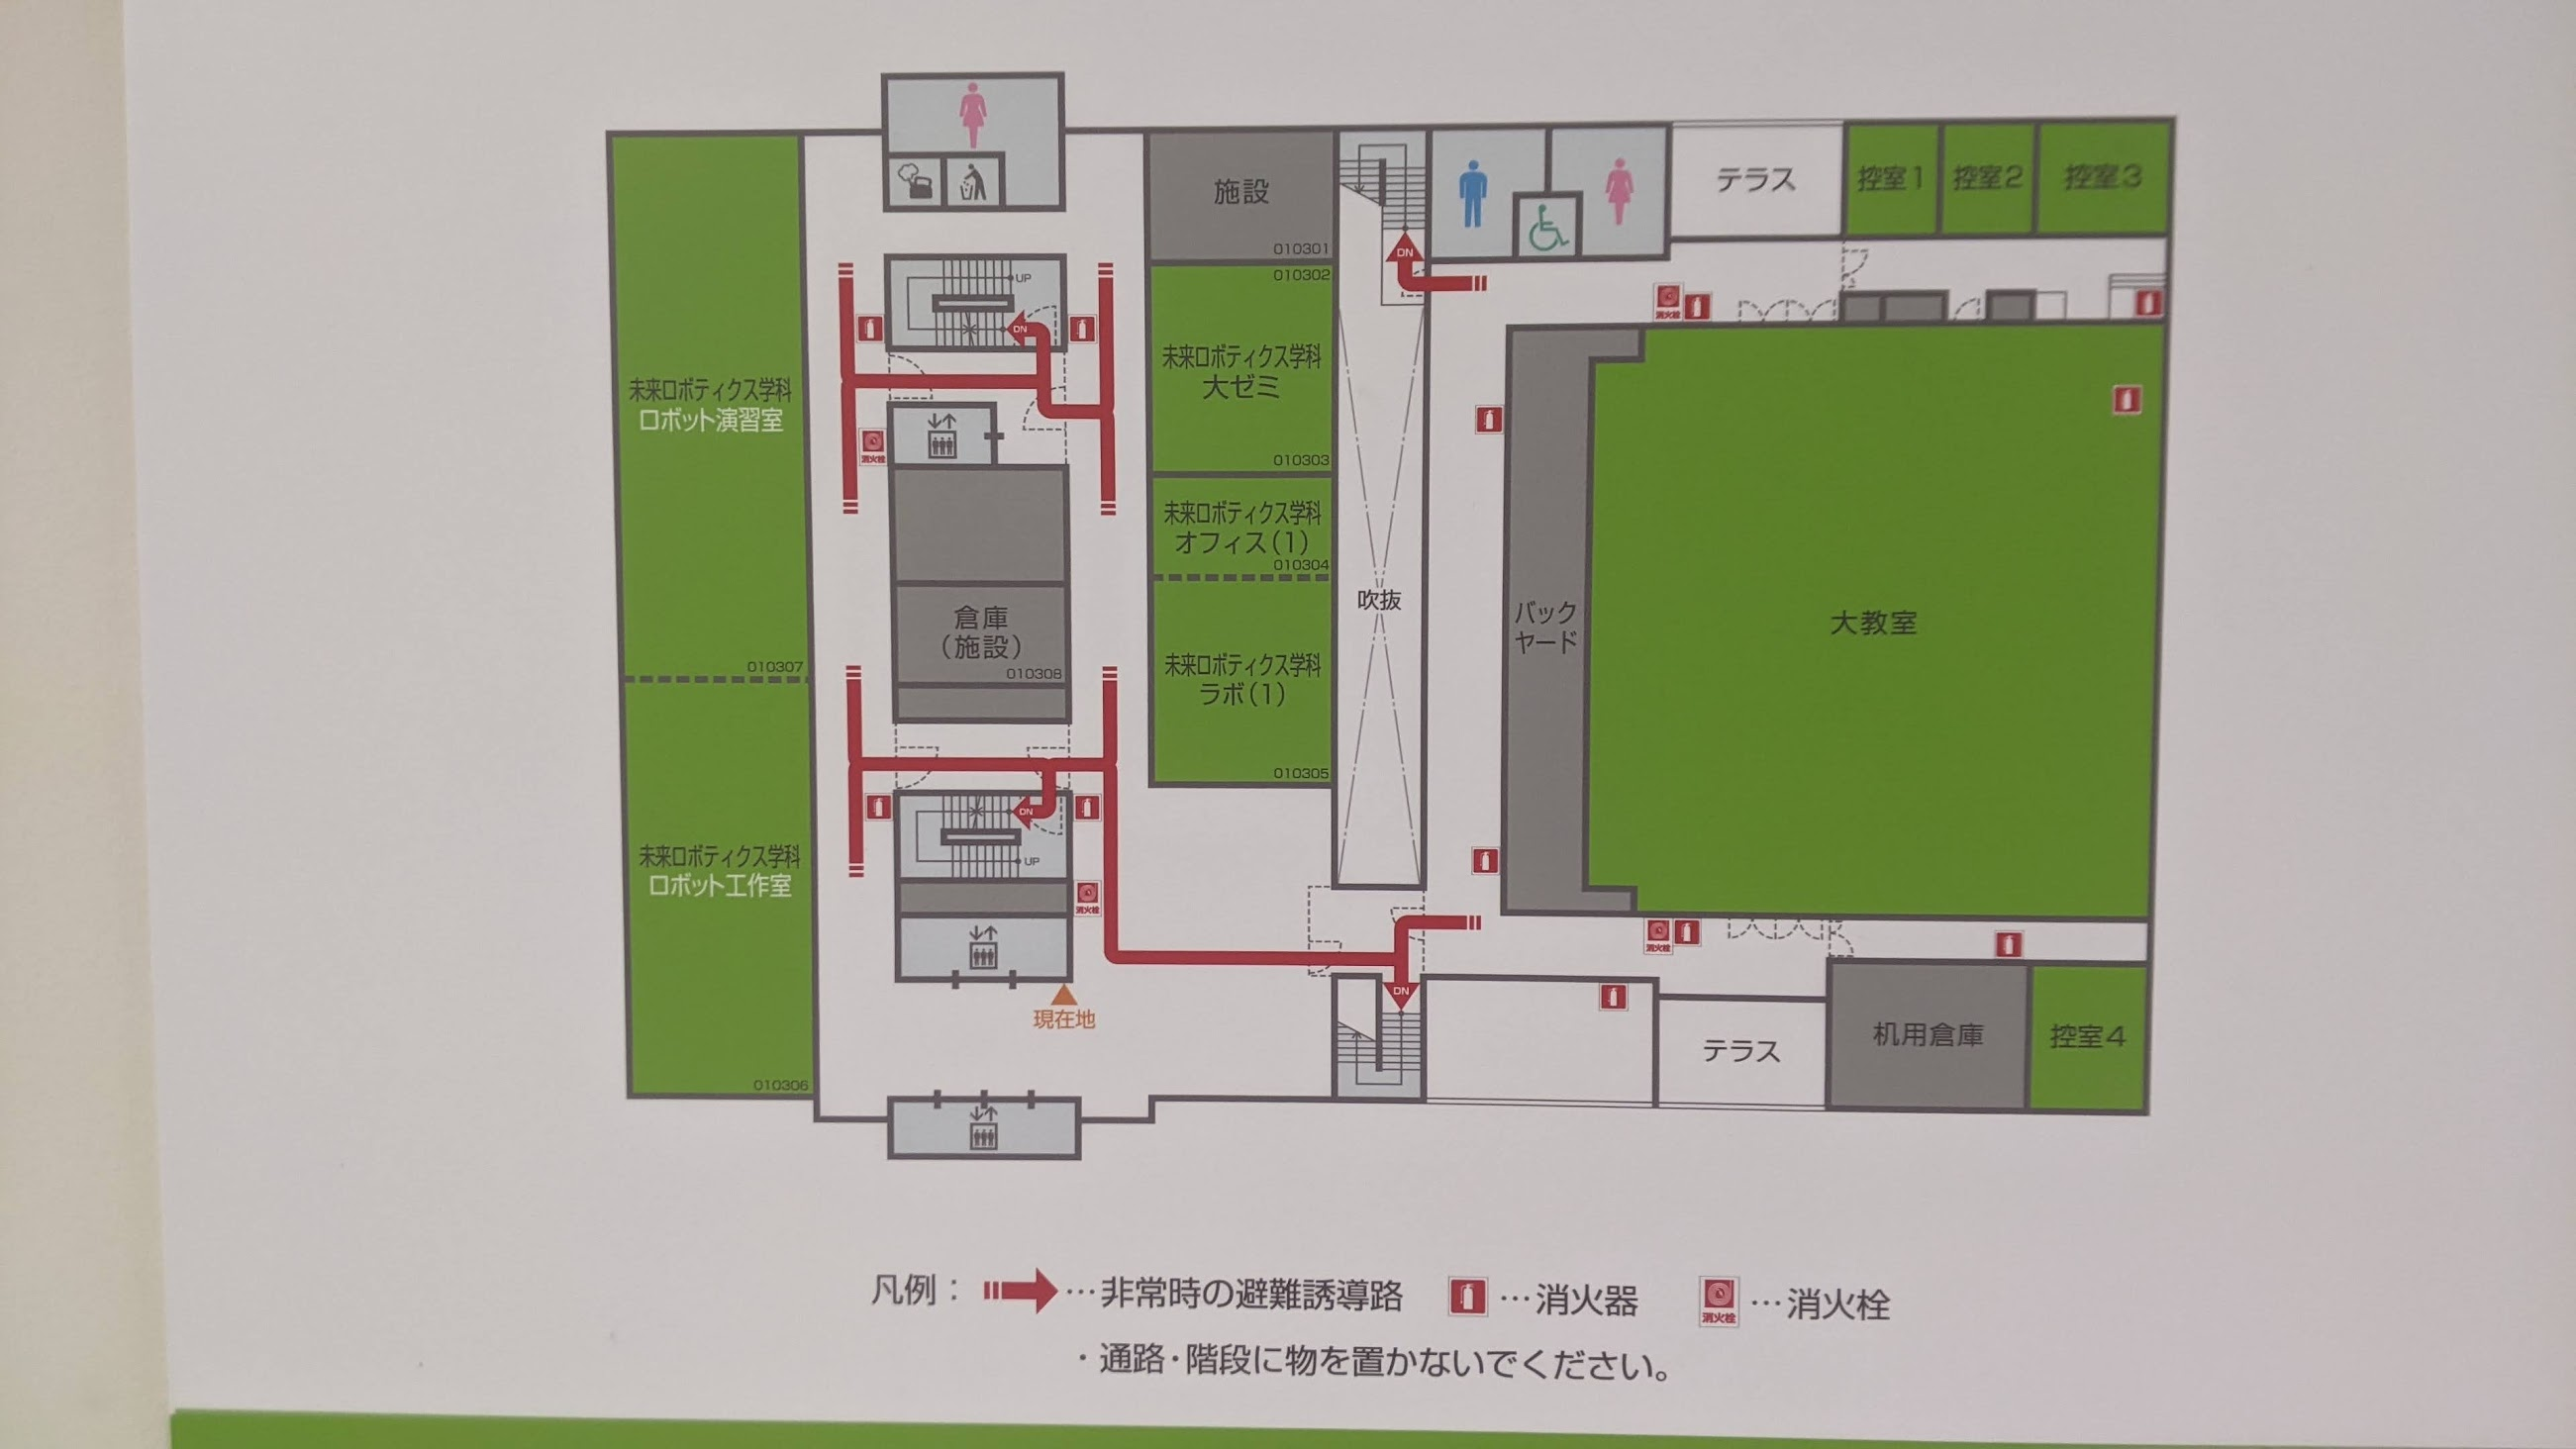 施設
010301
テラス
控室1
控室2
控室3
UP
DN
DN
消火栓
010302
未来ロボティクス学科
大ゼミ
010303
未来ロボティクス学科
ロボット演習室
010307
消火栓
未来ロボティクス学科
オフィス(1)
010304
倉庫
(施設)
010308
吹抜
バック
ヤード
大教室
未来ロボティクス学科
ラボ(1)
010305
DN
UP
未来ロボティクス学科
ロボット工作室
010306
消火栓
消火栓
DN
現在地
テラス
机用倉庫
控室4
凡例:
…非常時の避難誘導路
…消火器
消火栓
…消火栓
・通路・階段に物を置かないでください。